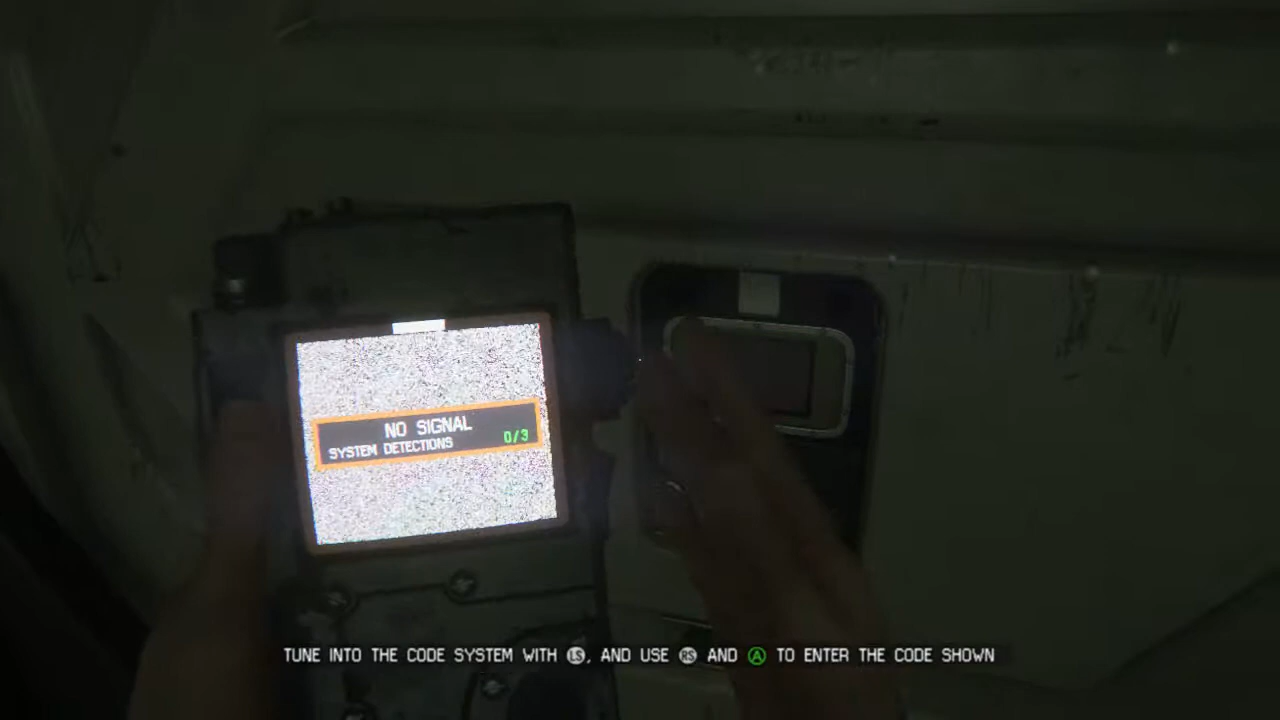 NO SIGNAL
SYSTEM DETECTIONS 0/3
TUNE INTO THE CODE SYSTEM WITH LS, AND USE RS AND A TO ENTER THE CODE SHOWN